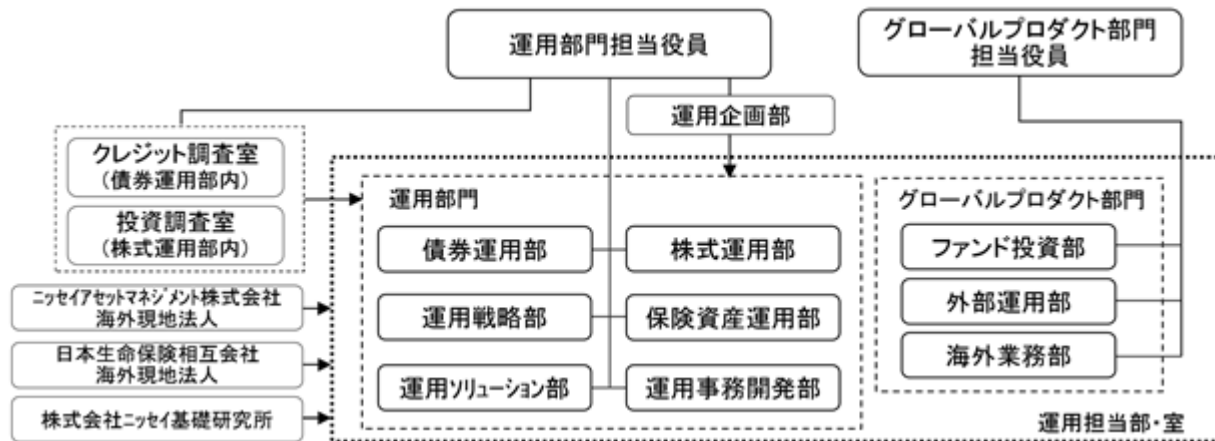 運用部門担当役員
グローバルプロダクト部門
担当役員
運用企画部
クレジット調査室
(債券運用部内)
投資調査室
(株式運用部内)
ニッセイアセットマネジメント株式会社
海外現地法人
日本生命保険相互会社
海外現地法人
株式会社ニッセイ基礎研究所
運用部門
債券運用部
株式運用部
運用戦略部
保険資産運用部
運用ソリューション部
運用事務開発部
グローバルプロダクト部門
ファンド投資部
外部運用部
海外業務部
運用担当部・室